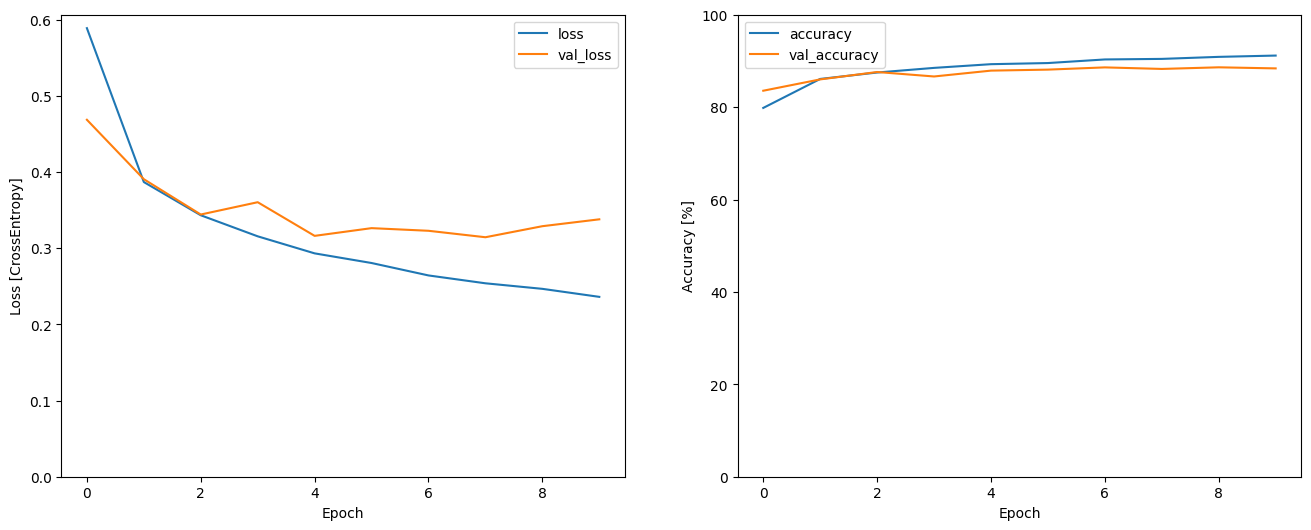 loss
val_loss
Loss [CrossEntropy]
0.6
0.5
0.4
0.3
0.2
0.1
0.0
0 2 4 6 8
Epoch
accuracy
val_accuracy
Accuracy [%]
100
80
60
40
20
0
0 2 4 6 8
Epoch